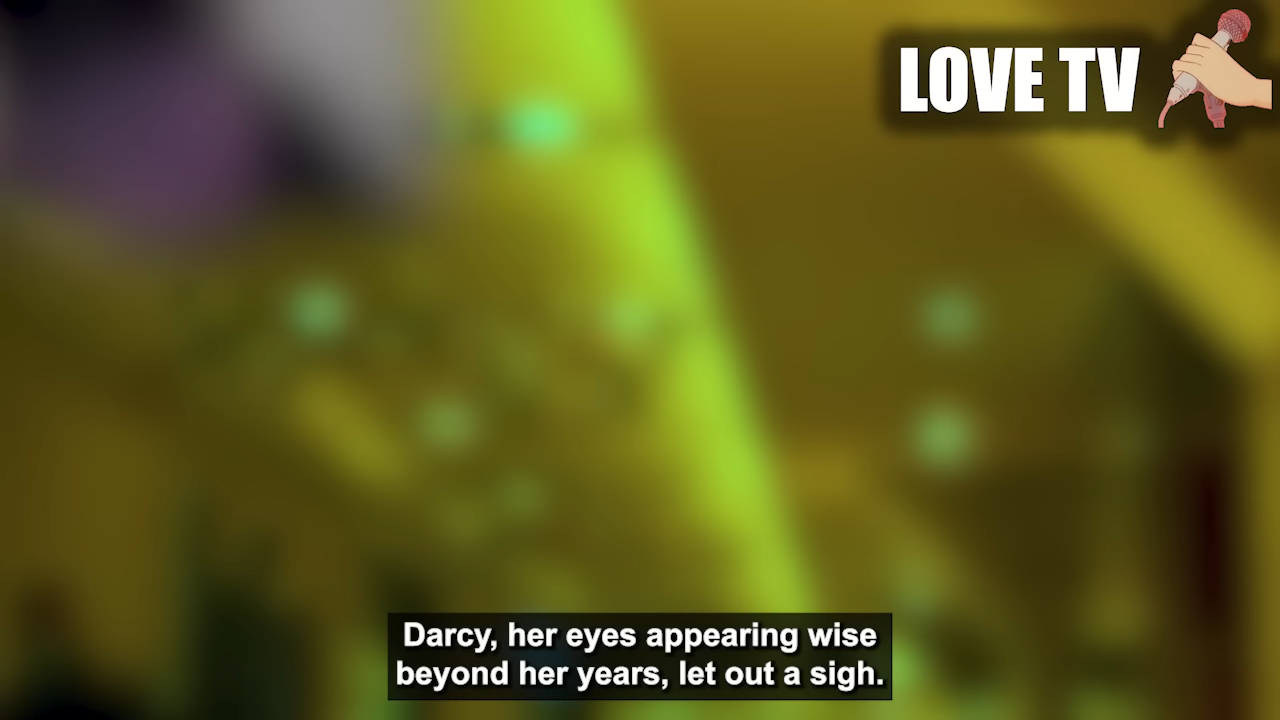 LOVE TV
Darcy, her eyes appearing wise
beyond her years, let out a sigh.